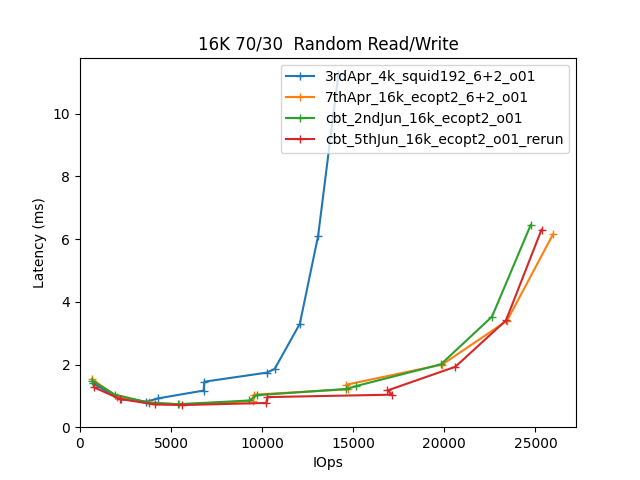 16K 70/30  Random Read/Write
3rdApr_4k_squid192_6+2_o01
7thApr_16k_ecopt2_6+2_o01
cbt_2ndJun_16k_ecopt2_o01
cbt_5thJun_16k_ecopt2_o01_rerun
Latency (ms)
10
8
6
4
2
0
0 5000 10000 15000 20000 25000
IOps